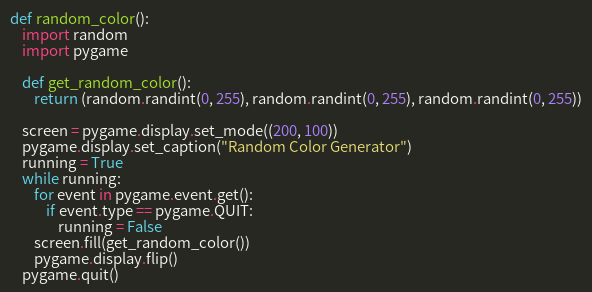 def random_color():
    import random
    import pygame

    def get_random_color():
        return (random.randint(0, 255), random.randint(0, 255), random.randint(0, 255))

    screen = pygame.display.set_mode((200, 100))
    pygame.display.set_caption("Random Color Generator")
    running = True
    while running:
        for event in pygame.event.get():
            if event.type == pygame.QUIT:
                running = False
        screen.fill(get_random_color())
        pygame.display.flip()
    pygame.quit()